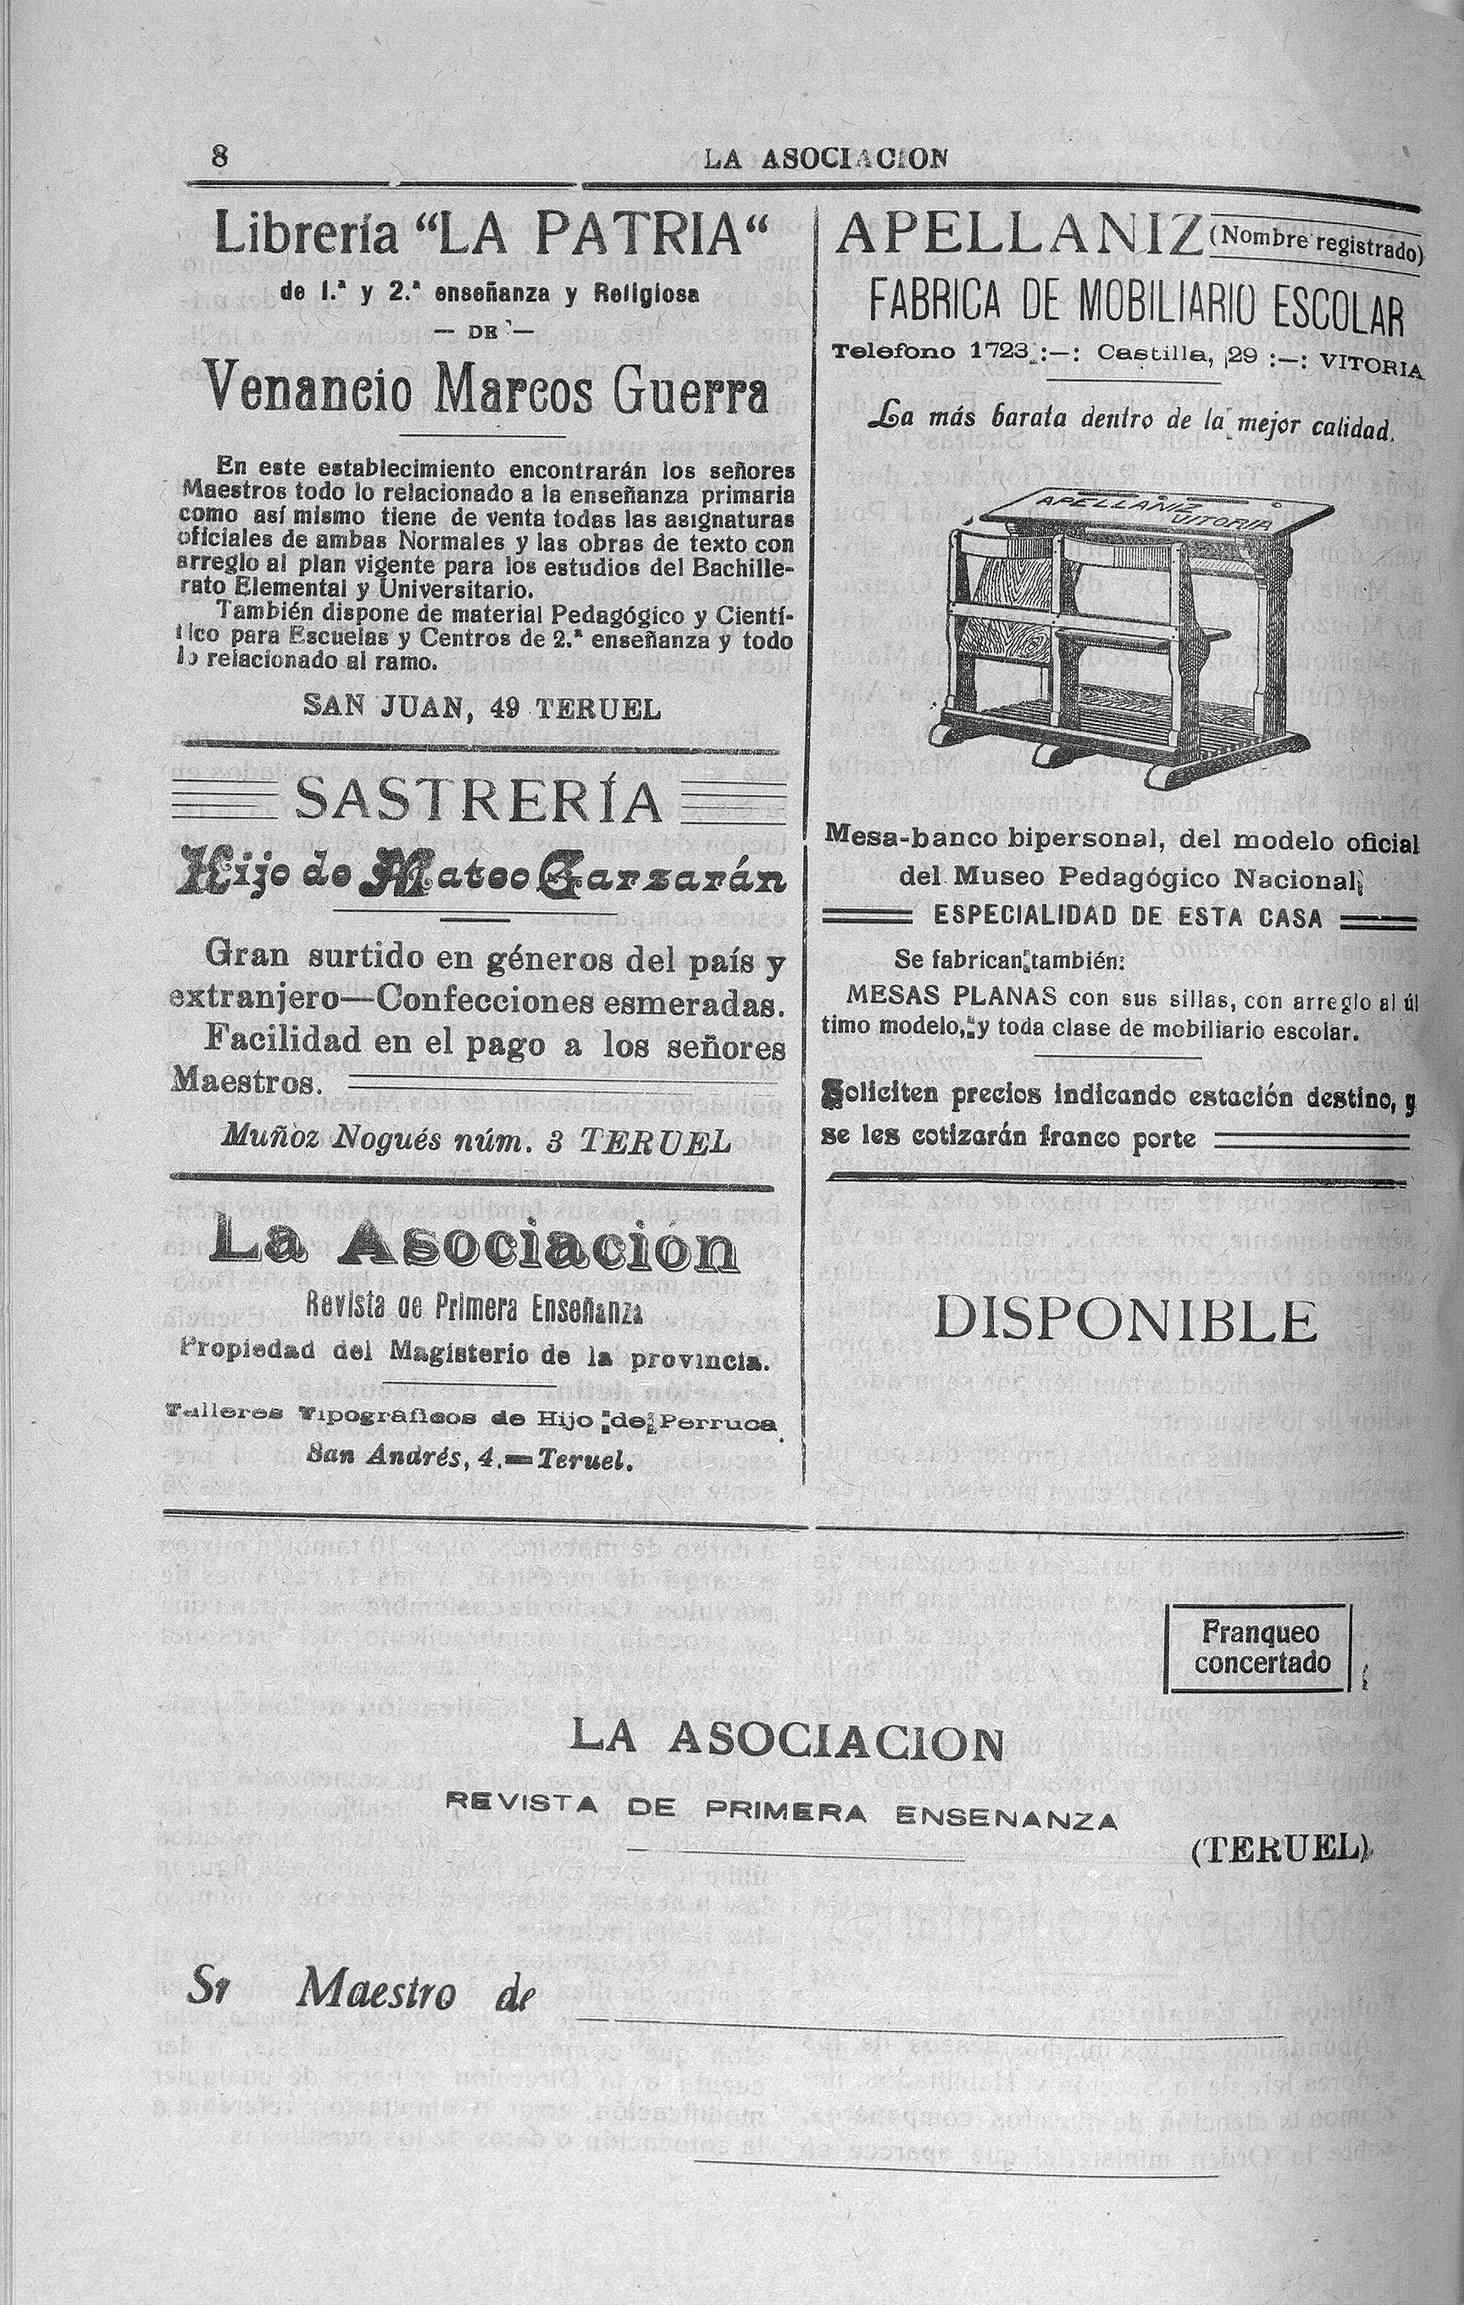 8
LA ASOCIACION
Librería "LA PATRIA"
de 1.ª y 2.ª enseñanza y Religiosa
— DE —
Venancio Marcos Guerra
En este establecimiento encontrarán los señores
Maestros todo lo relacionado a la enseñanza primaria
como así mismo tiene de venta todas las asignaturas
oficiales de ambas Normales y las obras de texto con
arreglo al plan vigente para los estudios del Bachille-
rato Elemental y Universitario.
También dispone de material Pedagógico y Cientí-
fico para Escuelas y Centros de 2.ª enseñanza y todo
lo relacionado al ramo.
SAN JUAN, 49 TERUEL
SASTRERÍA
Hijo de Mateo Garzarán
Gran surtido en géneros del país y
extranjero—Confecciones esmeradas.
Facilidad en el pago a los señores
Maestros.
Muñoz Nogués núm. 3 TERUEL
La Asociación
Revista de Primera Enseñanza
Propiedad del Magisterio de la provincia.
Talleres Tipográficos de Hijo de Perruca
San Andrés, 4.=Teruel.
APELLANIZ (Nombre registrado)
FABRICA DE MOBILIARIO ESCOLAR
Telefono 1723 :—: Castilla, 29 :—: VITORIA
La más barata dentro de la mejor calidad.
APELLANIZ
VITORIA
Mesa-banco bipersonal, del modelo oficial
del Museo Pedagógico Nacional
ESPECIALIDAD DE ESTA CASA
Se fabrican también:
MESAS PLANAS con sus sillas, con arreglo al úl
timo modelo, y toda clase de mobiliario escolar.
Soliciten precios indicando estación destino, y
se les cotizarán franco porte
DISPONIBLE
Franqueo
concertado
LA ASOCIACION
REVISTA DE PRIMERA ENSENANZA
(TERUEL)
Sr Maestro de